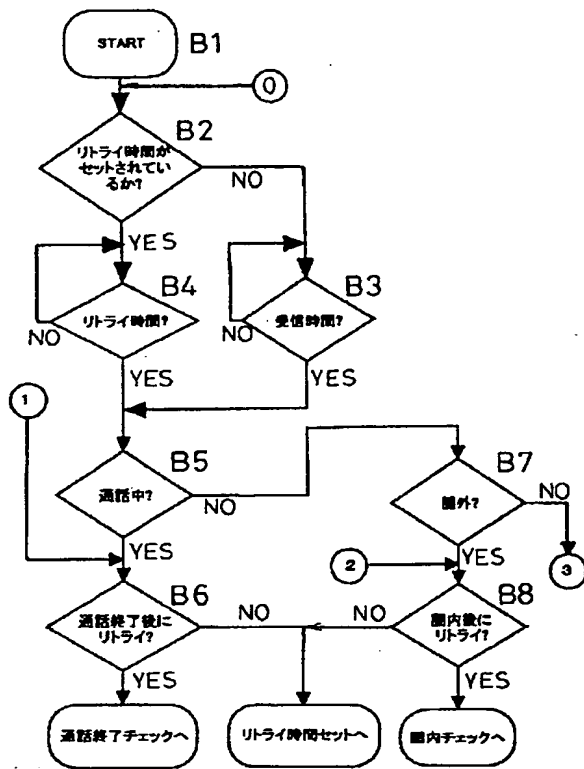 START
B1
0
B2
リトライ時間が
セットされてい
るか?
NO
YES
B4
リトライ時間?
NO
YES
B3
受信時間?
NO
YES
1
B5
通話中?
NO
YES
B7
圏外?
NO
YES
2
3
B6
通話終了後に
リトライ?
NO
YES
B8
圏内後に
リトライ?
NO
YES
通話終了チェックへ
リトライ時間セットへ
圏内チェックへ